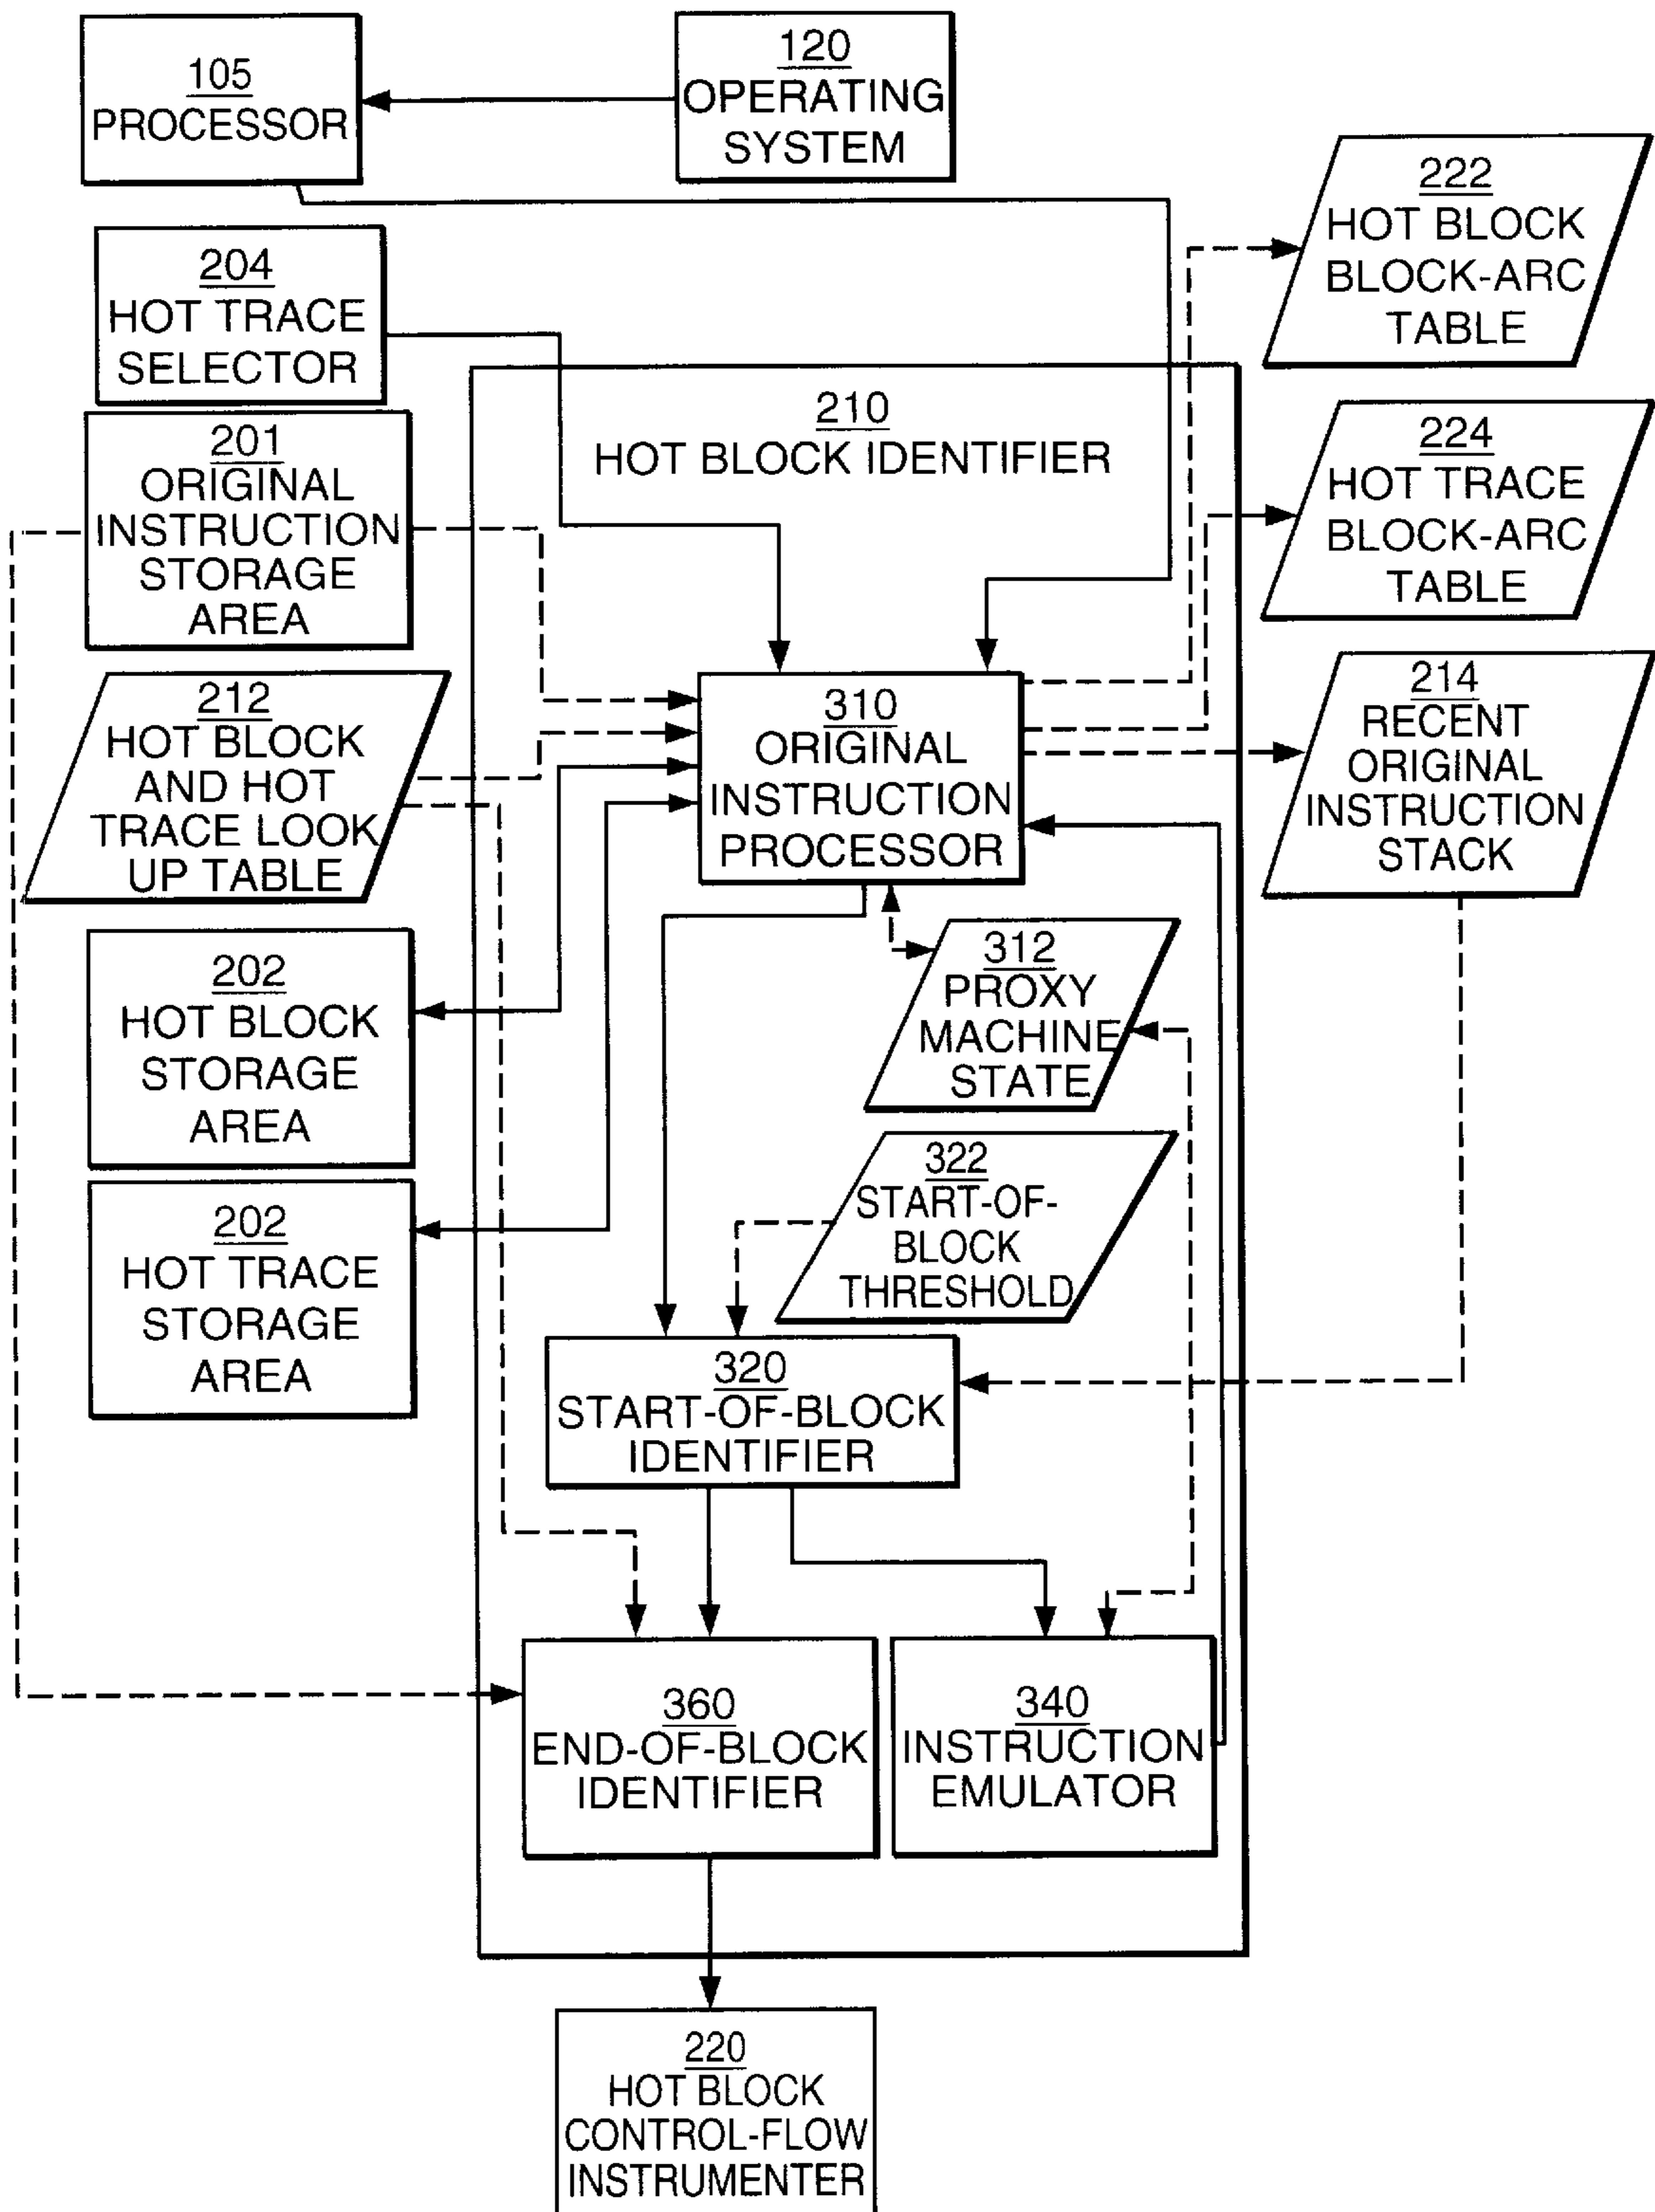 105
PROCESSOR
120
OPERATING
SYSTEM
222
HOT BLOCK
BLOCK-ARC
TABLE
204
HOT TRACE
SELECTOR
210
HOT BLOCK IDENTIFIER
224
HOT TRACE
BLOCK-ARC
TABLE
201
ORIGINAL
INSTRUCTION
STORAGE
AREA
212
HOT BLOCK
AND HOT
TRACE LOOK
UP TABLE
310
ORIGINAL
INSTRUCTION
PROCESSOR
214
RECENT
ORIGINAL
INSTRUCTION
STACK
202
HOT BLOCK
STORAGE
AREA
312
PROXY
MACHINE
STATE
202
HOT TRACE
STORAGE
AREA
322
START-OF-
BLOCK
THRESHOLD
320
START-OF-BLOCK
IDENTIFIER
360
END-OF-BLOCK
IDENTIFIER
340
INSTRUCTION
EMULATOR
220
HOT BLOCK
CONTROL-FLOW
INSTRUMENTER